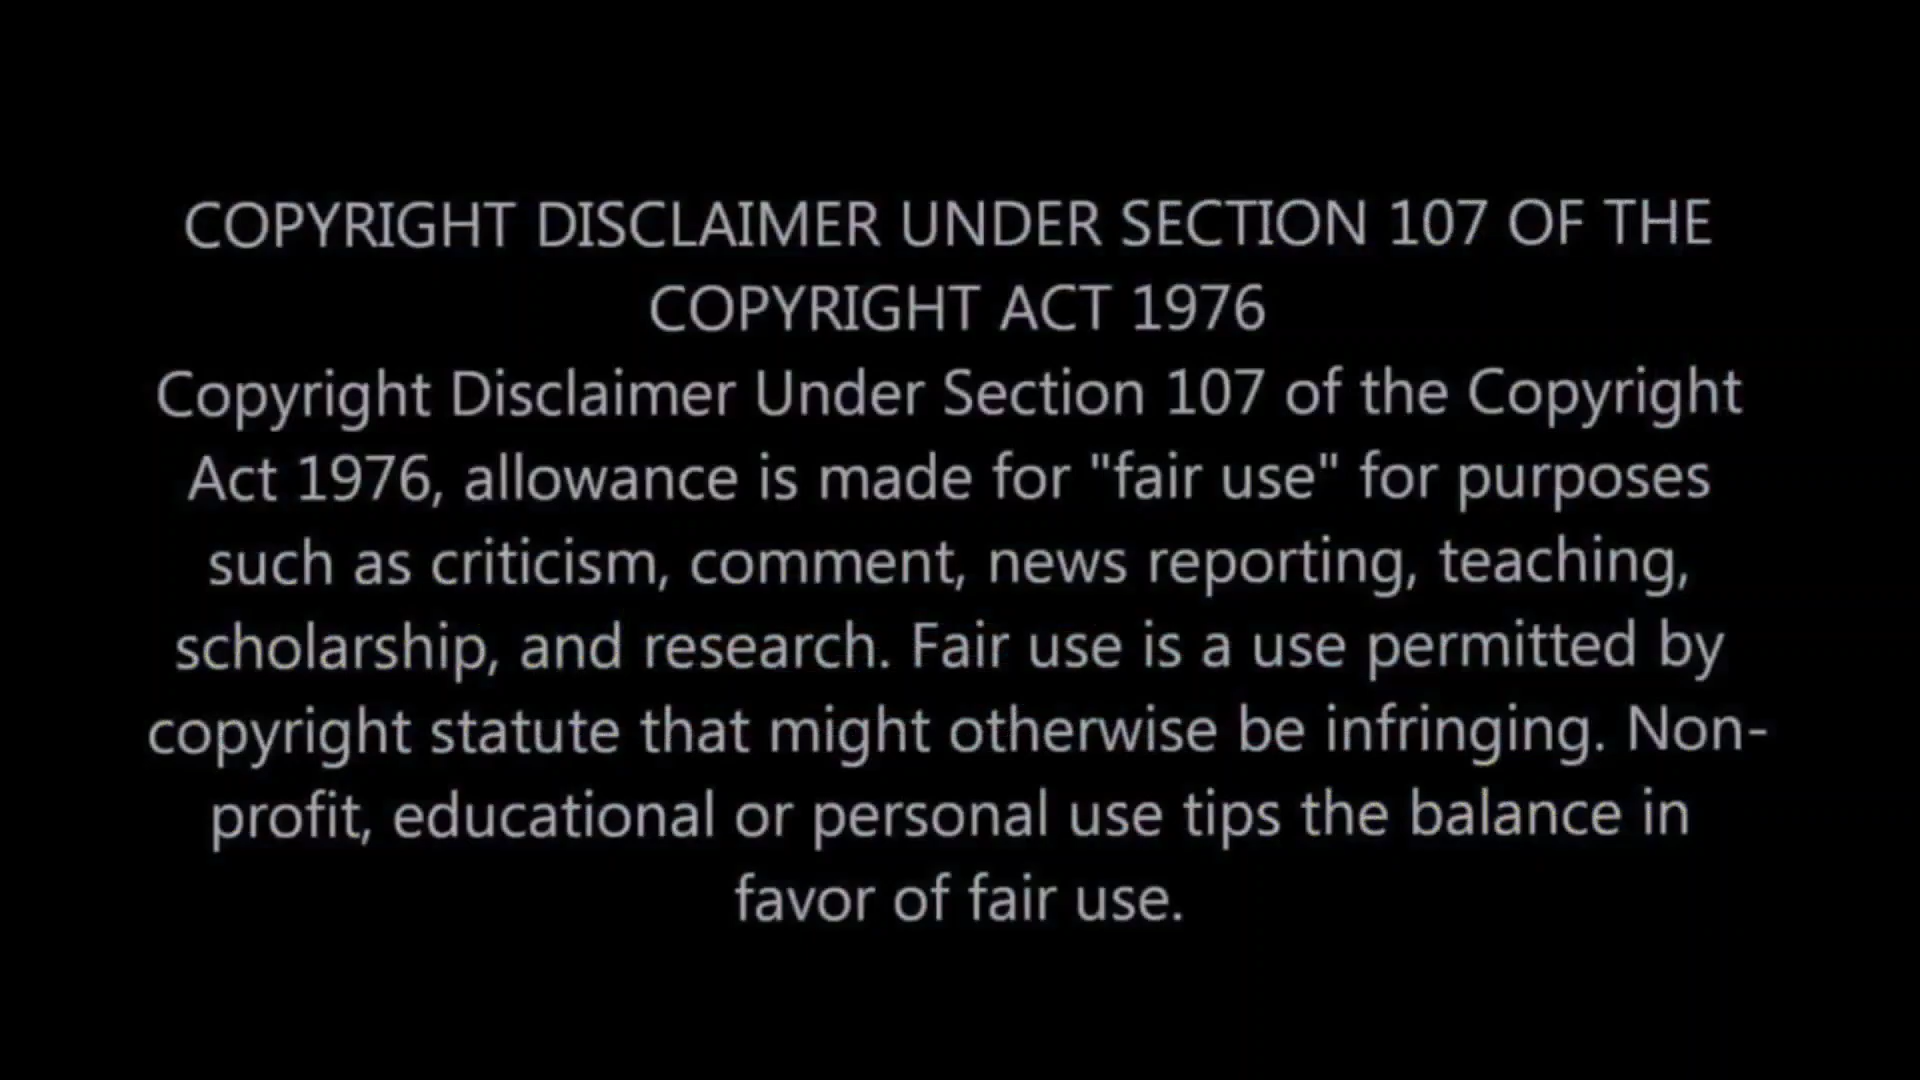 COPYRIGHT DISCLAIMER UNDER SECTION 107 OF THE
COPYRIGHT ACT 1976
Copyright Disclaimer Under Section 107 of the Copyright
Act 1976, allowance is made for "fair use" for purposes
such as criticism, comment, news reporting, teaching,
scholarship, and research. Fair use is a use permitted by
copyright statute that might otherwise be infringing. Non-
profit, educational or personal use tips the balance in
favor of fair use.